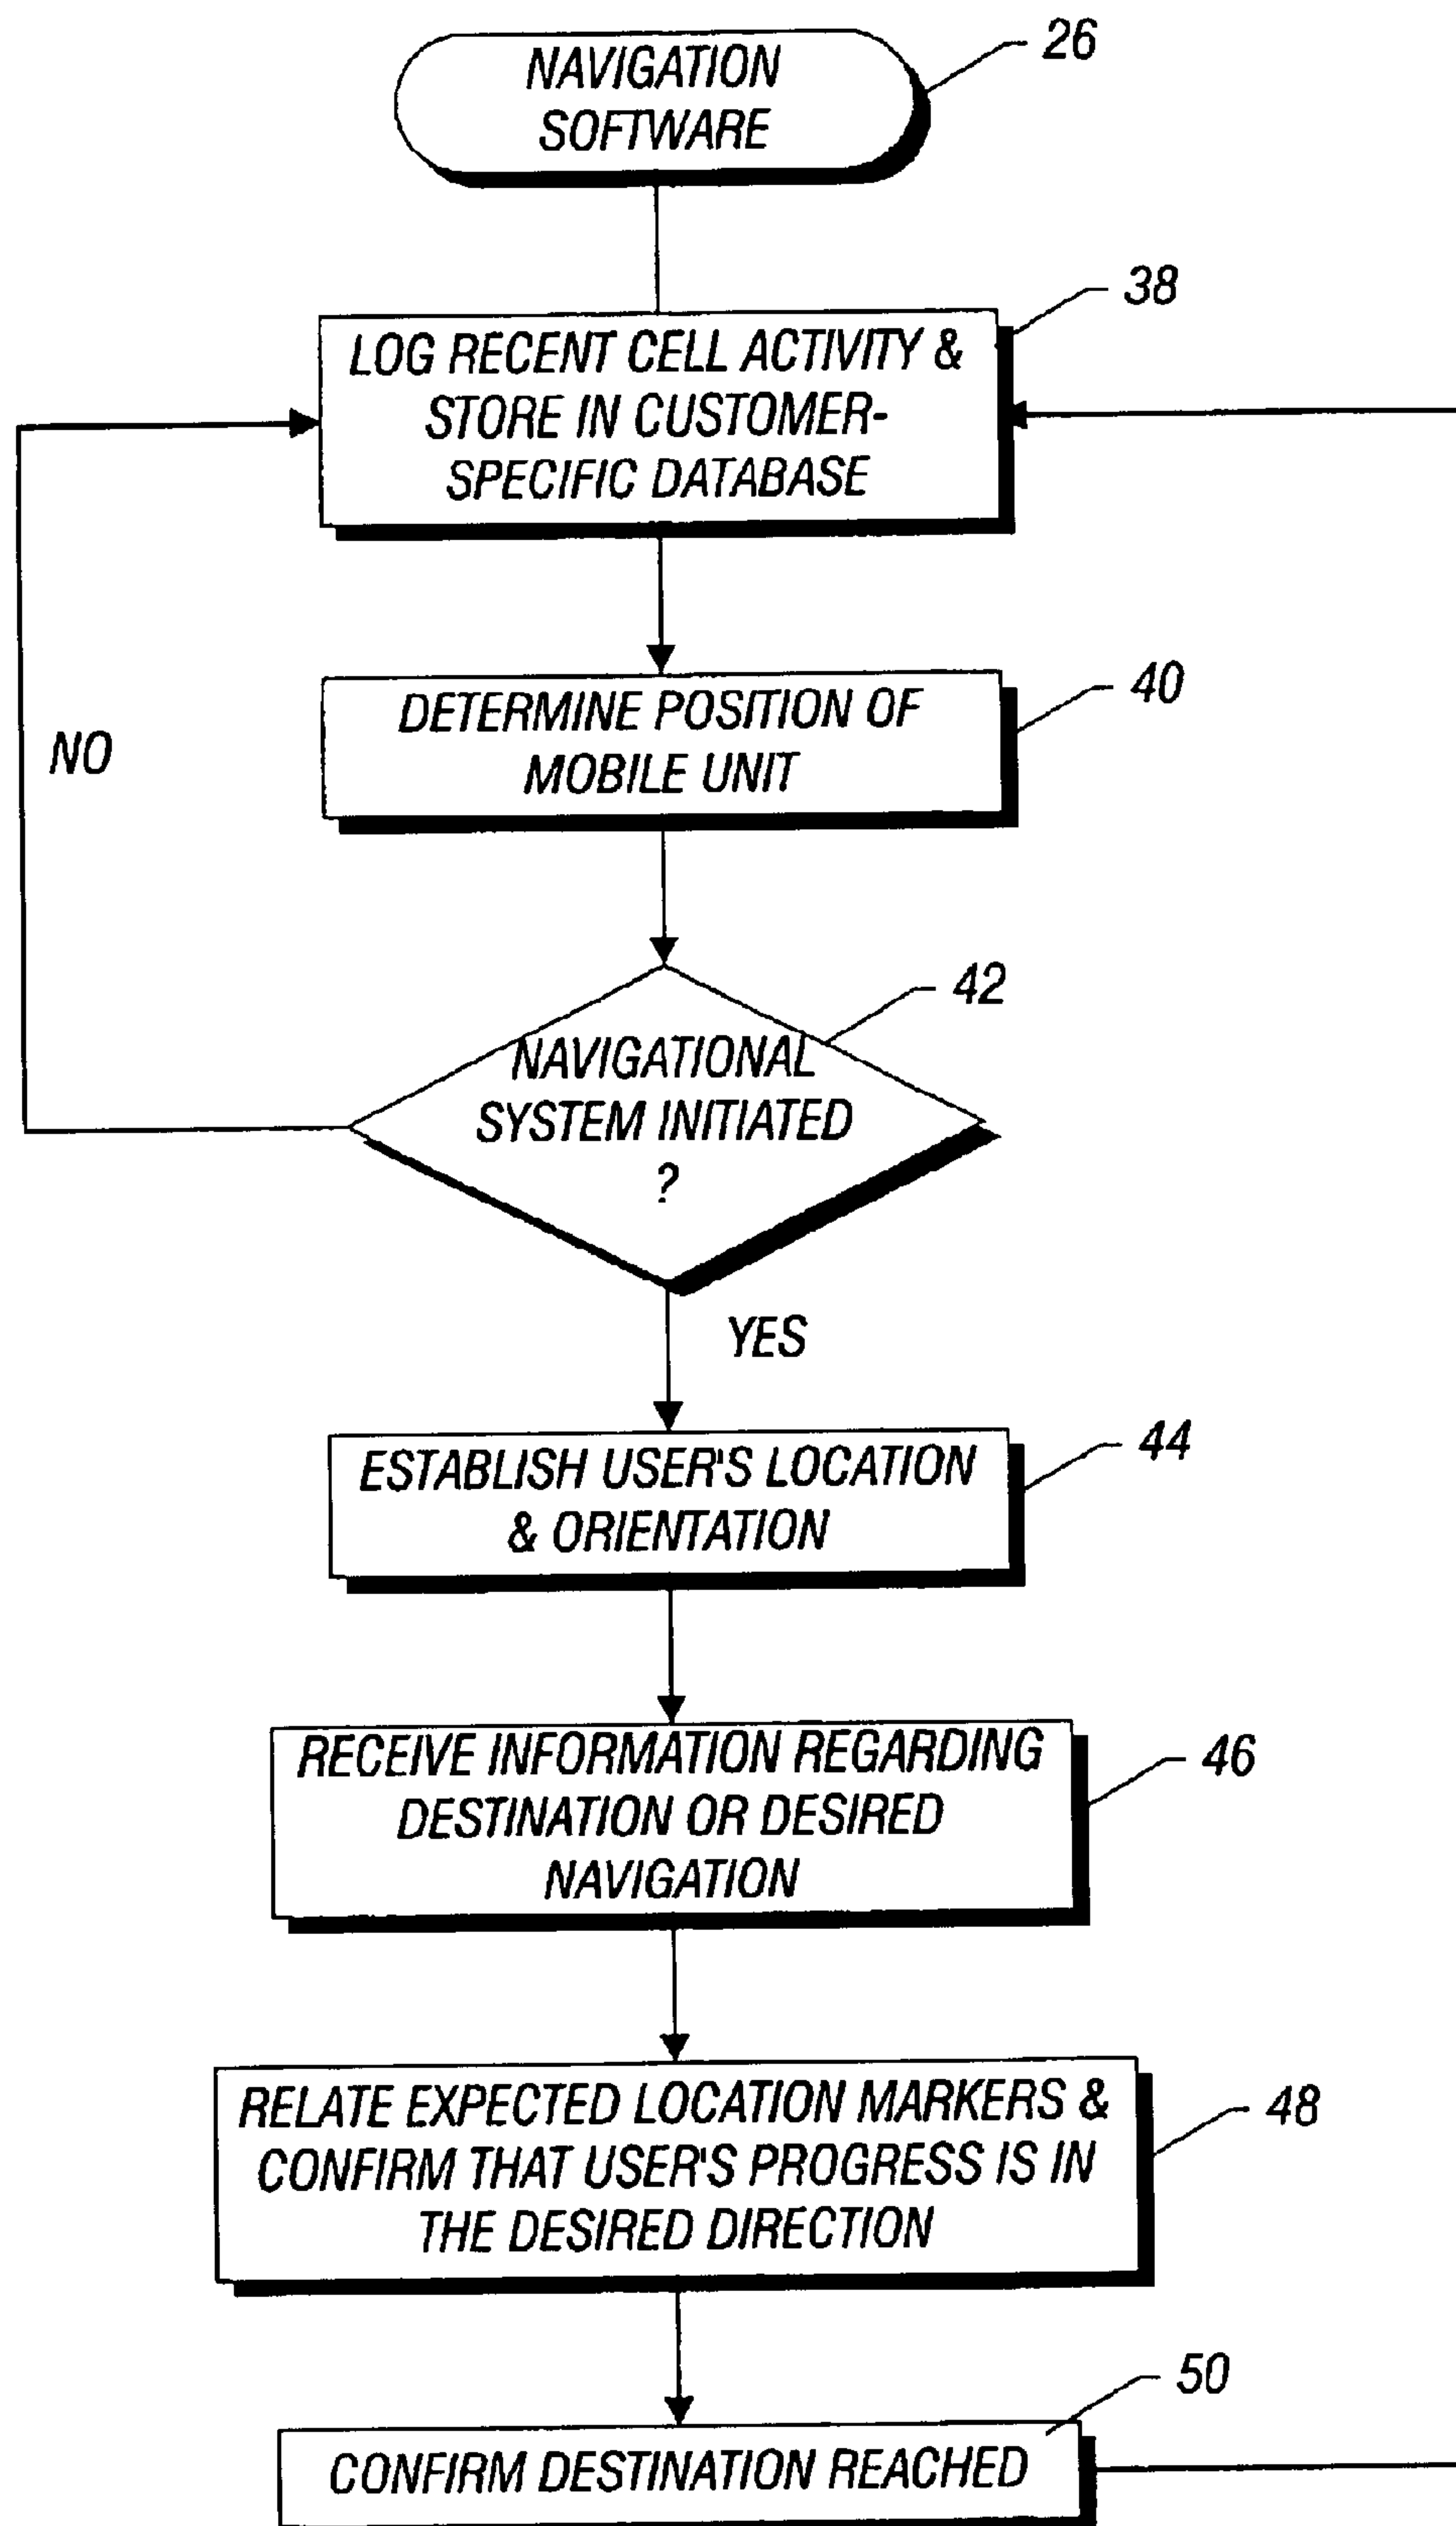 NAVIGATION
SOFTWARE
26
38
LOG RECENT CELL ACTIVITY &
STORE IN CUSTOMER-
SPECIFIC DATABASE
40
DETERMINE POSITION OF
MOBILE UNIT
NO
42
NAVIGATIONAL
SYSTEM INITIATED
?
YES
44
ESTABLISH USER'S LOCATION
& ORIENTATION
46
RECEIVE INFORMATION REGARDING
DESTINATION OR DESIRED
NAVIGATION
48
RELATE EXPECTED LOCATION MARKERS &
CONFIRM THAT USER'S PROGRESS IS IN
THE DESIRED DIRECTION
50
CONFIRM DESTINATION REACHED